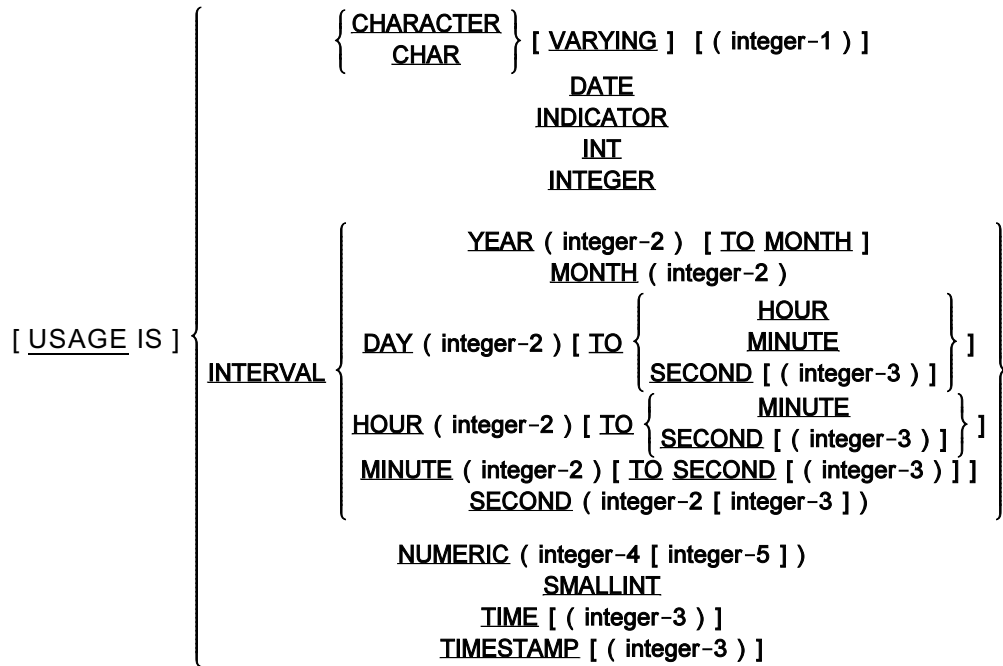 CHARACTER
CHAR
[ VARYING ] [ ( integer-1 ) ]
DATE
INDICATOR
INT
INTEGER
[ USAGE IS ]
INTERVAL
YEAR ( integer-2 ) [ TO MONTH ]
MONTH ( integer-2 )
DAY ( integer-2 ) [ TO
HOUR
MINUTE
SECOND [ ( integer-3 ) ]
]
HOUR ( integer-2 ) [ TO
MINUTE
SECOND [ ( integer-3 ) ]
]
MINUTE ( integer-2 ) [ TO SECOND [ ( integer-3 ) ] ]
SECOND ( integer-2 [ integer-3 ] )
NUMERIC ( integer-4 [ integer-5 ] )
SMALLINT
TIME [ ( integer-3 ) ]
TIMESTAMP [ ( integer-3 ) ]